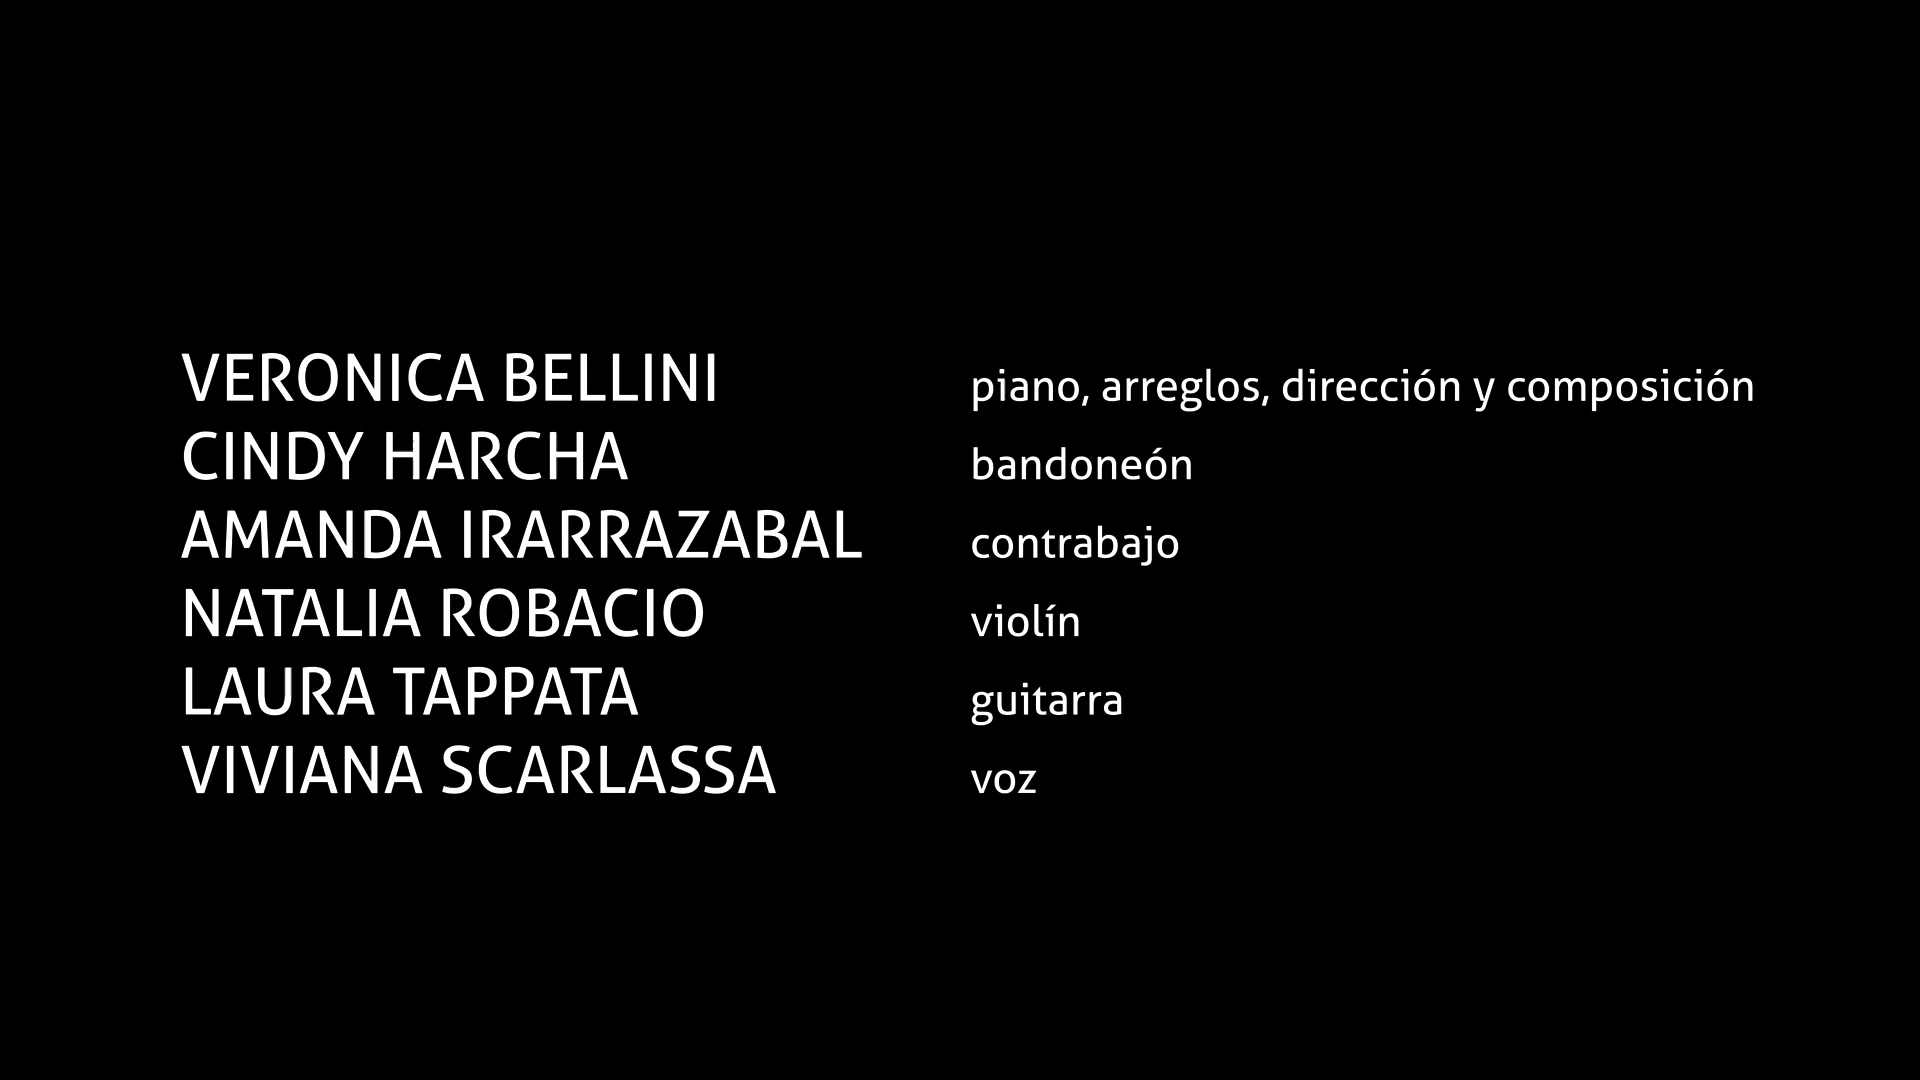 VERONICA BELLINI piano, arreglos, dirección y composición
CINDY HARCHA bandoneón
AMANDA IRARRAZABAL contrabajo
NATALIA ROBACIO violín
LAURA TAPPATA guitarra
VIVIANA SCARLASSA voz